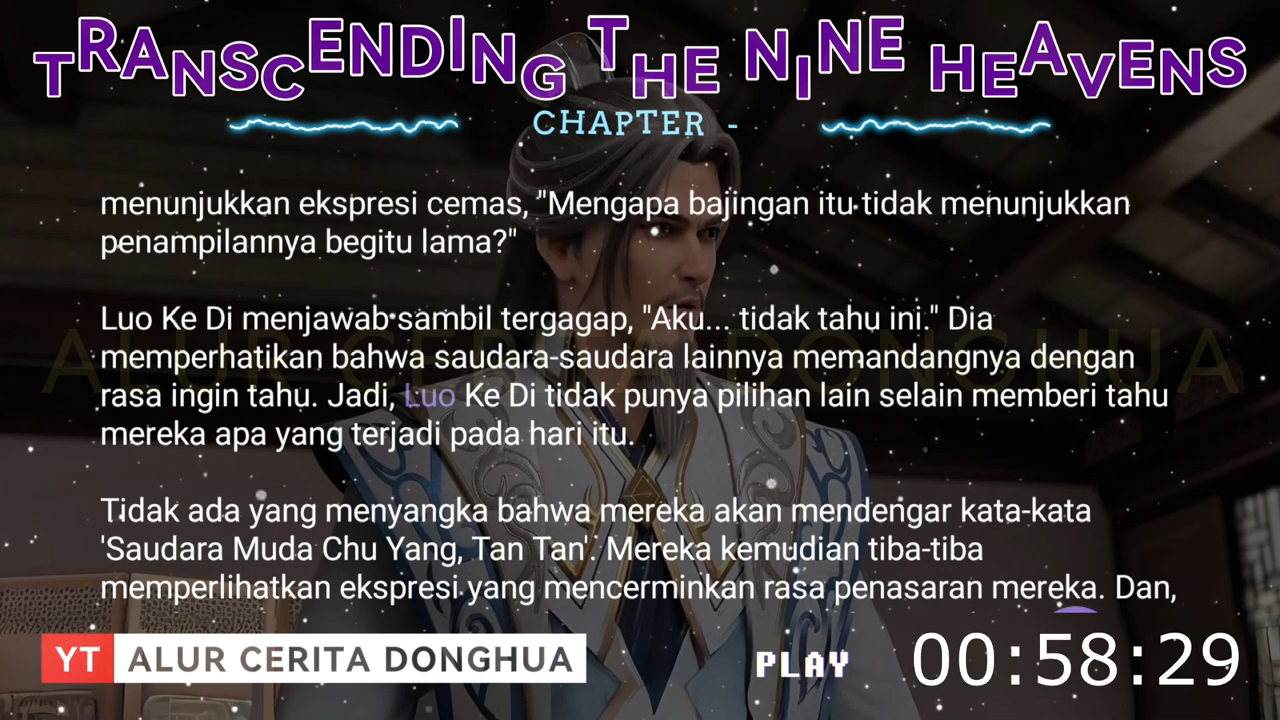 TRANSCENDING THE NINE HEAVENS
CHAPTER -
menunjukkan ekspresi cemas, "Mengapa bajingan itu tidak menunjukkan
penampilannya begitu lama?"
Luo Ke Di menjawab sambil tergagap, "Aku... tidak tahu ini." Dia
memperhatikan bahwa saudara-saudara lainnya memandangnya dengan
rasa ingin tahu. Jadi, Luo Ke Di tidak punya pilihan lain selain memberi tahu
mereka apa yang terjadi pada hari itu.
Tidak ada yang menyangka bahwa mereka akan mendengar kata-kata
'Saudara Muda Chu Yang, Tan Tan'. Mereka kemudian tiba-tiba
memperlihatkan ekspresi yang mencerminkan rasa penasaran mereka. Dan,
ALUR CERITA DONGHUA
YT ALUR CERITA DONGHUA
PLAY 00:58:29